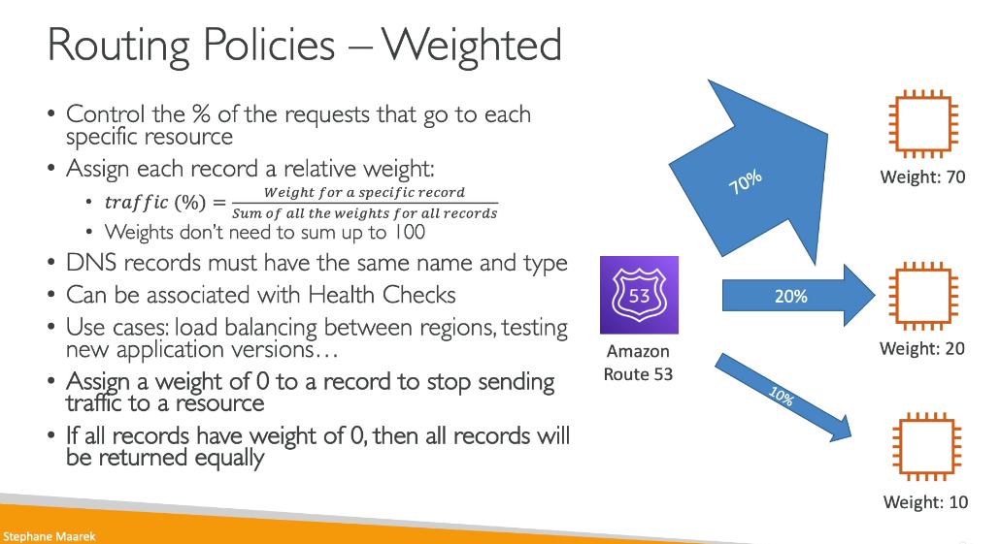 Routing Policies – Weighted
• Control the % of the requests that go to each
specific resource
• Assign each record a relative weight:
• traffic (%) = Weight for a specific record / Sum of all the weights for all records
• Weights don't need to sum up to 100
• DNS records must have the same name and type
• Can be associated with Health Checks
• Use cases: load balancing between regions, testing
new application versions…
• Assign a weight of 0 to a record to stop sending
traffic to a resource
• If all records have weight of 0, then all records will
be returned equally
70%
Weight: 70
53
20%
Amazon
Route 53
Weight: 20
10%
Weight: 10
Stephane Maarek